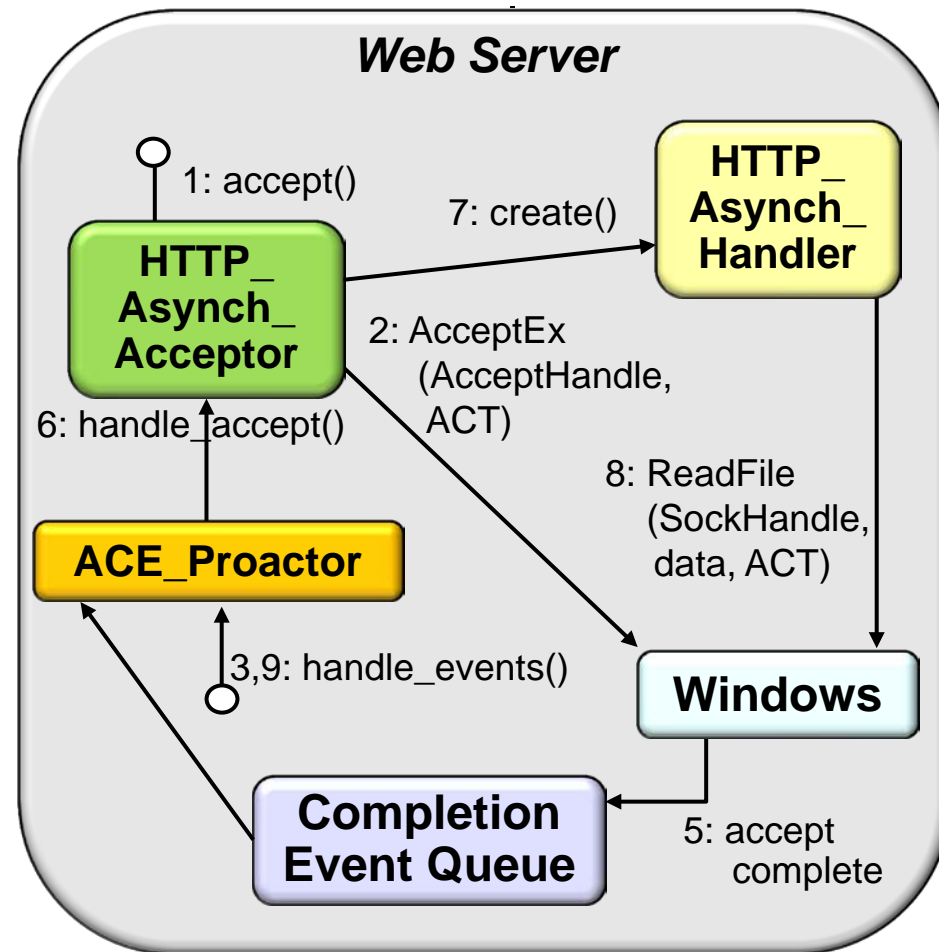 Web Server
1: accept()
HTTP_
Asynch_
Acceptor
7: create()
HTTP_
Asynch_
Handler
2: AcceptEx
(AcceptHandle,
ACT)
6: handle_accept()
8: ReadFile
(SockHandle,
data, ACT)
ACE_Proactor
3,9: handle_events()
Windows
Completion
Event Queue
5: accept
complete